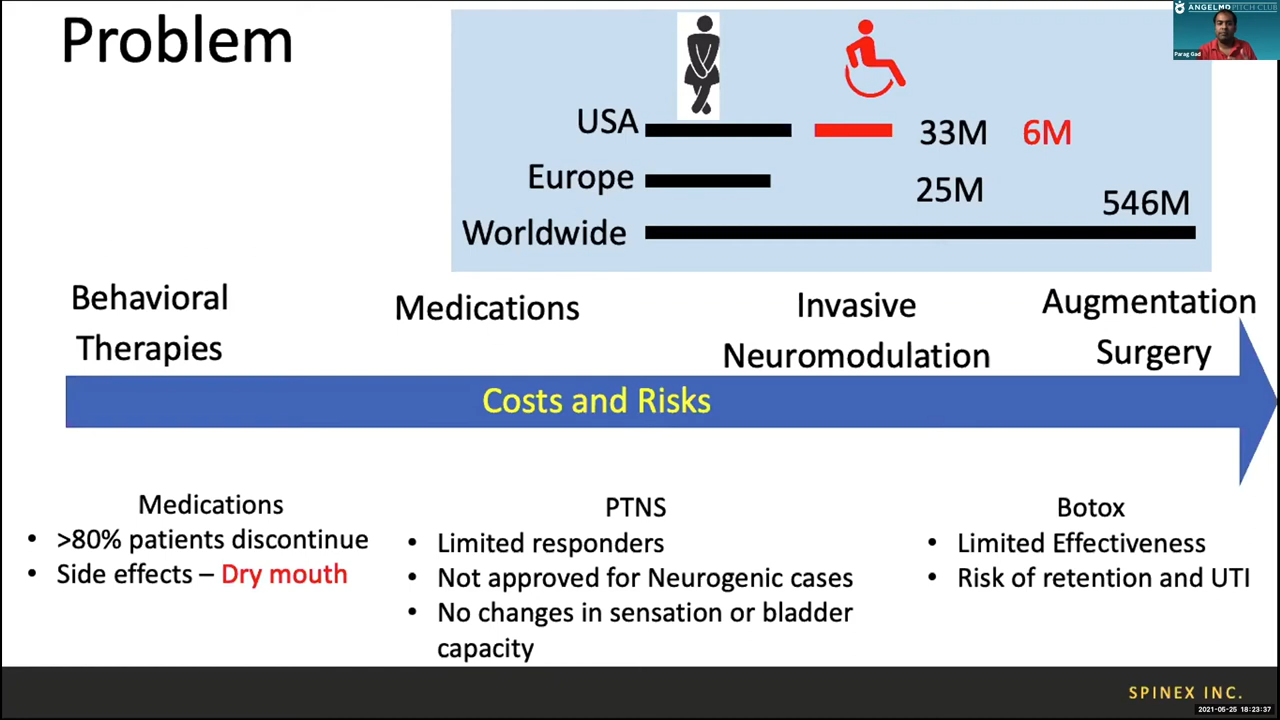 Problem
ANGELMD PITCH CLUB
Parag Gad
USA 33M 6M
Europe 25M
Worldwide 546M
Behavioral
Therapies
Medications
Invasive
Neuromodulation
Augmentation
Surgery
Costs and Risks
Medications
• >80% patients discontinue
• Side effects – Dry mouth
PTNS
• Limited responders
• Not approved for Neurogenic cases
• No changes in sensation or bladder
capacity
Botox
• Limited Effectiveness
• Risk of retention and UTI
SPINEX INC.
2021-05-25 18:23:37